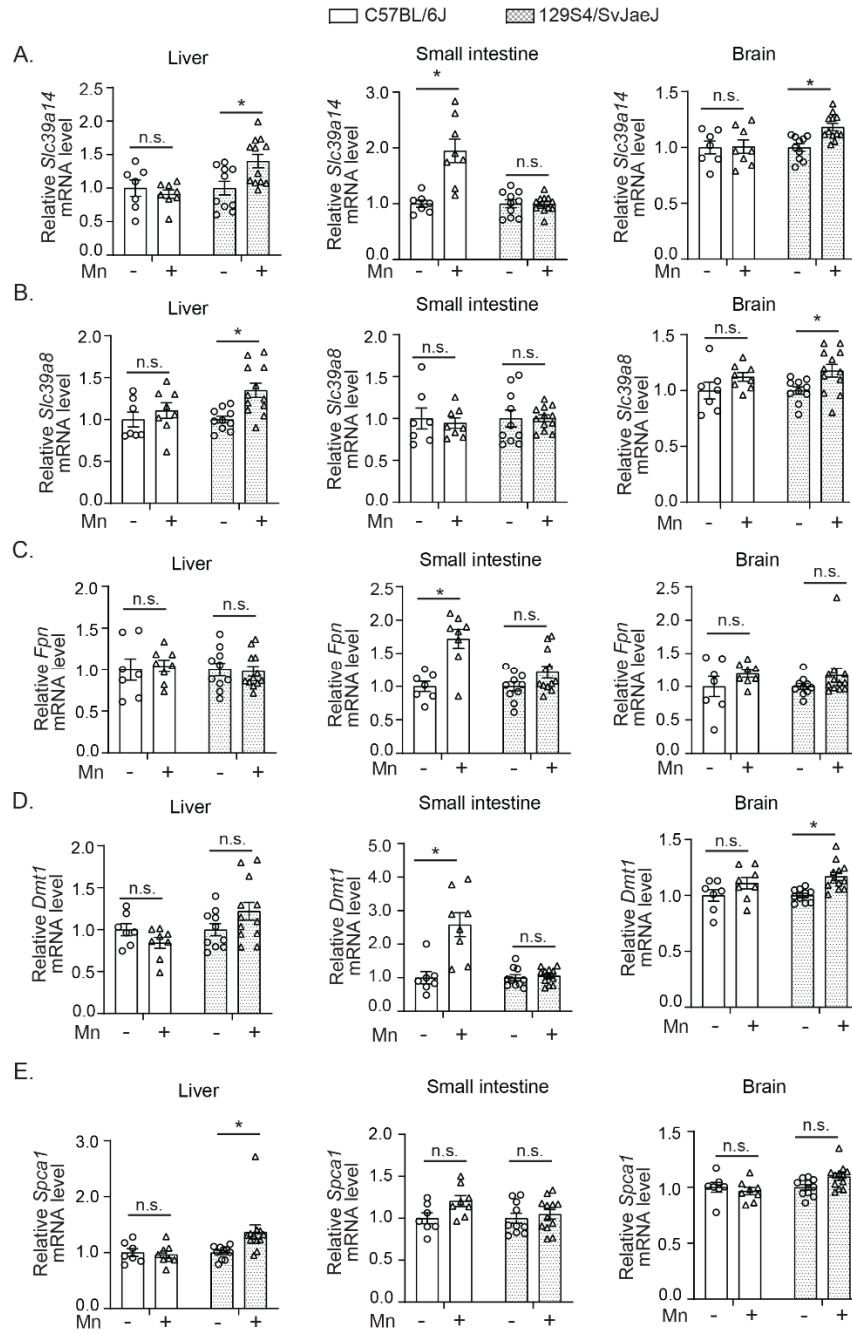 C57BL/6J 129S4/SvJaeJ
A.
Liver Small intestine Brain
Relative Slc39a14
mRNA level
2.5
2.0
1.5
1.0
0.5
0.0
n.s. *
Mn - + - +
Relative Slc39a14
mRNA level
3.0
2.0
1.0
0.0
* n.s.
Mn - + - +
Relative Slc39a14
mRNA level
1.5
1.0
0.5
0.0
n.s. *
Mn - + - +
B.
Liver Small intestine Brain
Relative Slc39a8
mRNA level
2.0
1.5
1.0
0.5
0.0
n.s. *
Mn - + - +
Relative Slc39a8
mRNA level
2.0
1.5
1.0
0.5
0.0
n.s. n.s.
Mn - + - +
Relative Slc39a8
mRNA level
1.5
1.0
0.5
0.0
n.s. *
Mn - + - +
C.
Liver Small intestine Brain
Relative Fpn
mRNA level
2.0
1.5
1.0
0.5
0.0
n.s. n.s.
Mn - + - +
Relative Fpn
mRNA level
2.5
2.0
1.5
1.0
0.5
0.0
* n.s.
Mn - + - +
Relative Fpn
mRNA level
2.5
2.0
1.5
1.0
0.5
0.0
n.s. n.s.
Mn - + - +
D.
Liver Small intestine Brain
Relative Dmt1
mRNA level
2.0
1.5
1.0
0.5
0.0
n.s. n.s.
Mn - + - +
Relative Dmt1
mRNA level
5.0
4.0
3.0
2.0
1.0
0.0
* n.s.
Mn - + - +
Relative Dmt1
mRNA level
1.5
1.0
0.5
0.0
n.s. *
Mn - + - +
E.
Liver Small intestine Brain
Relative Spca1
mRNA level
3.0
2.0
1.0
0.0
n.s. *
Mn - + - +
Relative Spca1
mRNA level
2.0
1.5
1.0
0.5
0.0
n.s. n.s.
Mn - + - +
Relative Spca1
mRNA level
1.5
1.0
0.5
0.0
n.s. n.s.
Mn - + - +